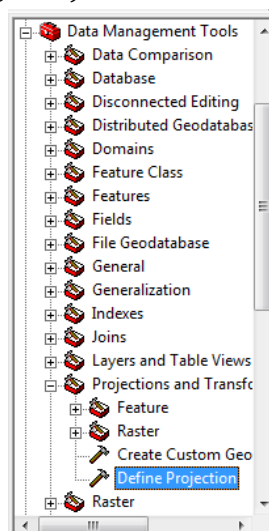 Data Management Tools
Data Comparison
Database
Disconnected Editing
Distributed Geodatabas
Domains
Feature Class
Features
Fields
File Geodatabase
General
Generalization
Indexes
Joins
Layers and Table Views
Projections and Transfo
Feature
Raster
Create Custom Geo
Define Projection
Raster